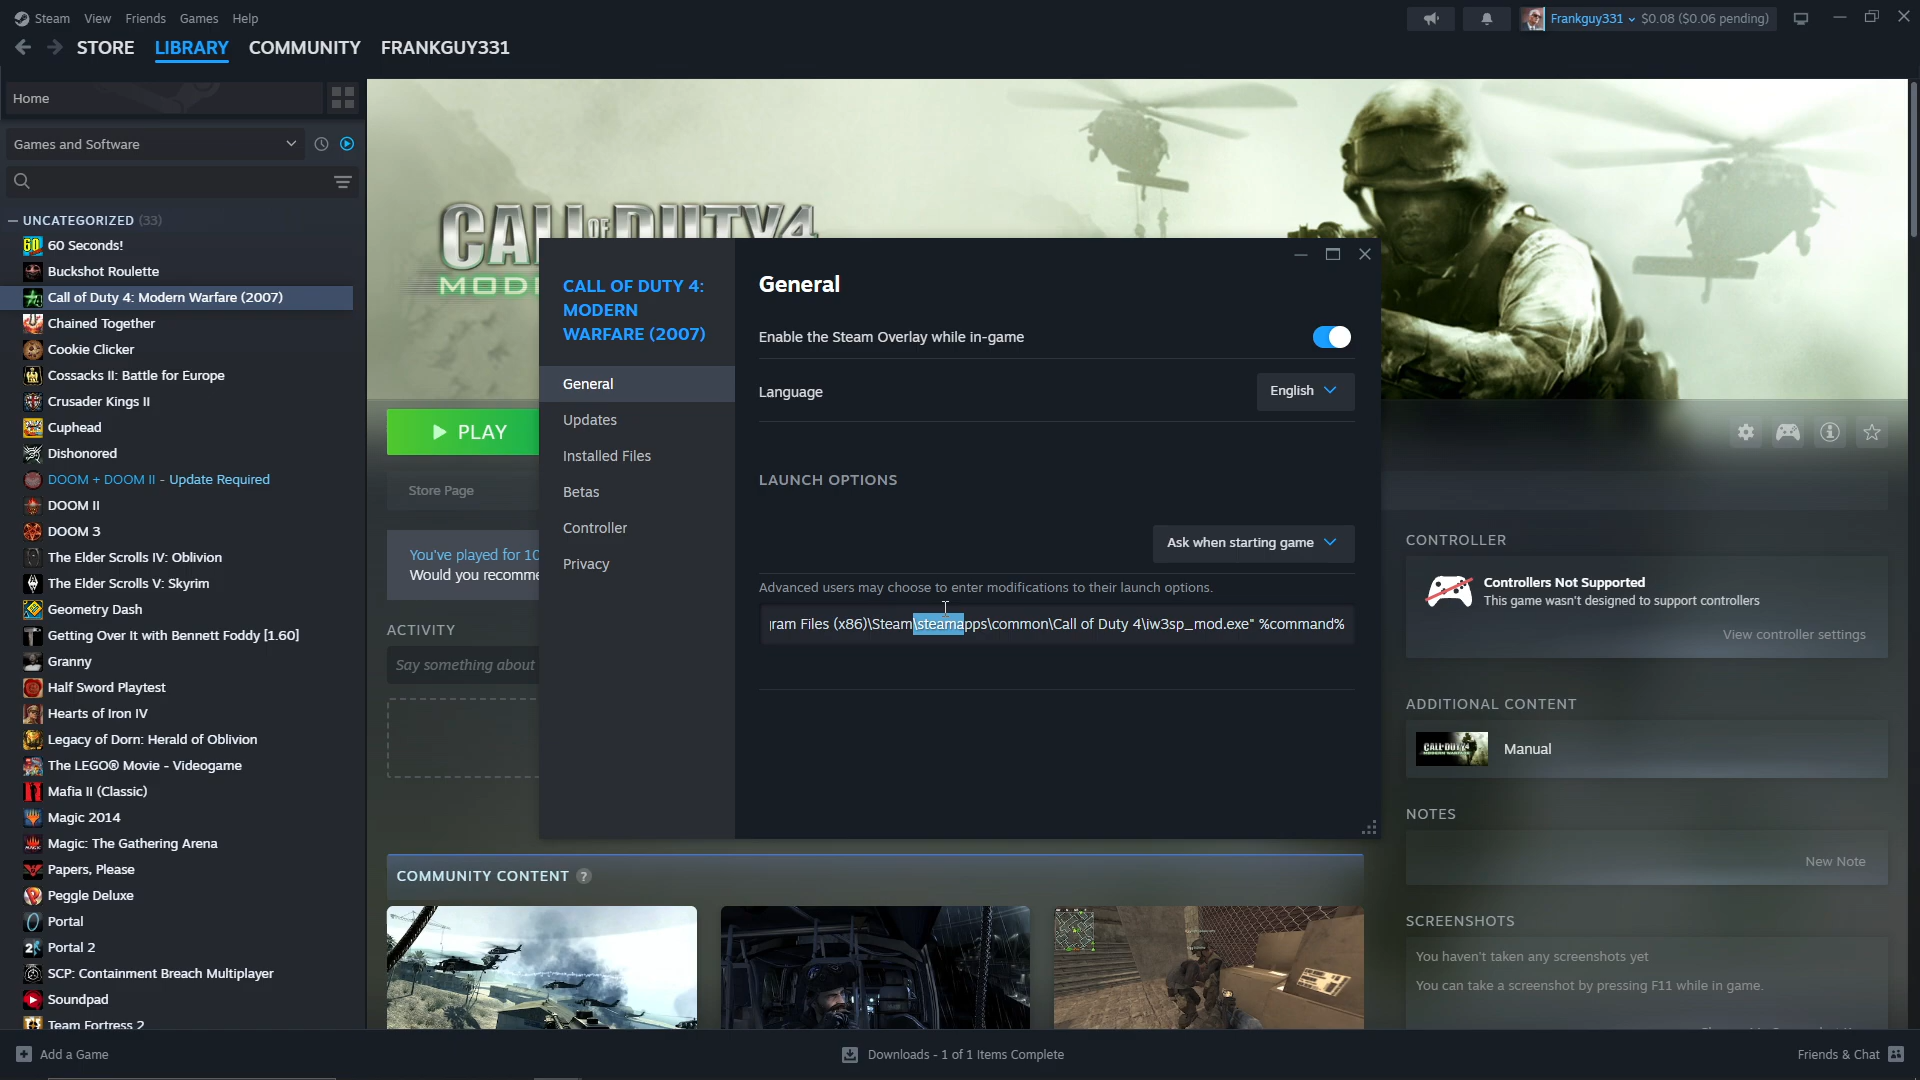 Steam View Friends Games Help
Frankguy331 $0.08 ($0.06 pending)
STORE LIBRARY COMMUNITY FRANKGUY331
Home
Games and Software
UNCATEGORIZED (33)
60 Seconds!
Buckshot Roulette
Call of Duty 4: Modern Warfare (2007)
Chained Together
Cookie Clicker
Cossacks II: Battle for Europe
Crusader Kings II
Cuphead
Dishonored
DOOM + DOOM II - Update Required
DOOM II
DOOM 3
The Elder Scrolls IV: Oblivion
The Elder Scrolls V: Skyrim
Geometry Dash
Getting Over It with Bennett Foddy [1.60]
Granny
Half Sword Playtest
Hearts of Iron IV
Legacy of Dorn: Herald of Oblivion
The LEGO® Movie - Videogame
Mafia II (Classic)
Magic 2014
Magic: The Gathering Arena
Papers, Please
Peggle Deluxe
Portal
Portal 2
SCP: Containment Breach Multiplayer
Soundpad
Team Fortress 2
CALL OF DUTY 4
MOD
PLAY
Store Page
You've played for 10
Would you recomme
ACTIVITY
Say something about
CALL OF DUTY 4:
MODERN
WARFARE (2007)
General
Updates
Installed Files
Betas
Controller
Privacy
General
Enable the Steam Overlay while in-game
Language
English
LAUNCH OPTIONS
Ask when starting game
Advanced users may choose to enter modifications to their launch options.
ram Files (x86)\Steam\steamapps\common\Call of Duty 4\iw3sp_mod.exe" %command%
CONTROLLER
Controllers Not Supported
This game wasn't designed to support controllers
View controller settings
ADDITIONAL CONTENT
CALL OF DUTY 4
Manual
NOTES
New Note
SCREENSHOTS
You haven't taken any screenshots yet
You can take a screenshot by pressing F11 while in game.
COMMUNITY CONTENT ?
Add a Game
Downloads - 1 of 1 Items Complete
Friends & Chat